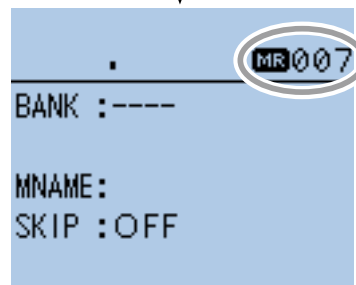 . MR007
BANK :----
MNAME:
SKIP :OFF